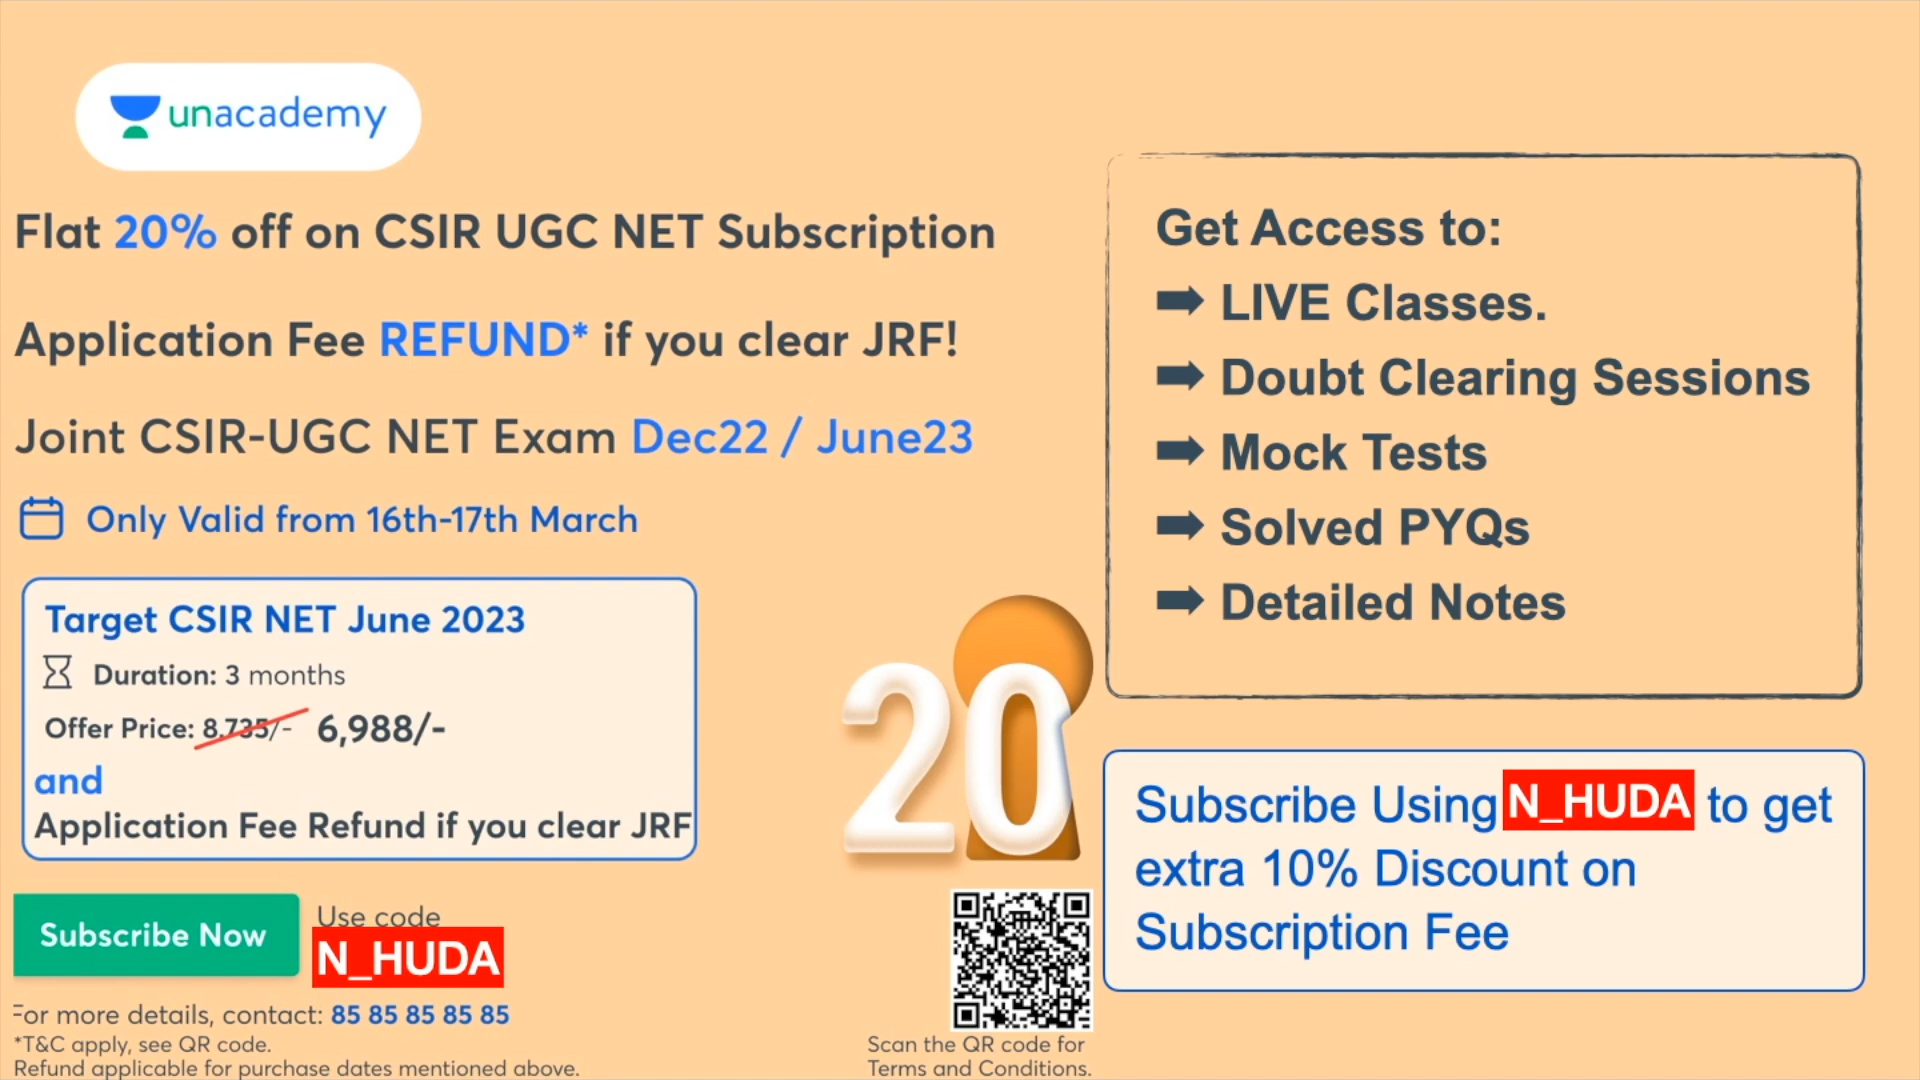 unacademy
Flat 20% off on CSIR UGC NET Subscription
Application Fee REFUND* if you clear JRF!
Joint CSIR-UGC NET Exam Dec22 / June23
Only Valid from 16th-17th March
Target CSIR NET June 2023
Duration: 3 months
Offer Price: 8,735/- 6,988/-
and
Application Fee Refund if you clear JRF
Subscribe Now
Use code
N_HUDA
For more details, contact: 85 85 85 85 85
*T&C apply, see QR code.
Refund applicable for purchase dates mentioned above.
20
Scan the QR code for
Terms and Conditions.
Get Access to:
➡ LIVE Classes.
➡ Doubt Clearing Sessions
➡ Mock Tests
➡ Solved PYQs
➡ Detailed Notes
Subscribe Using N_HUDA to get
extra 10% Discount on
Subscription Fee